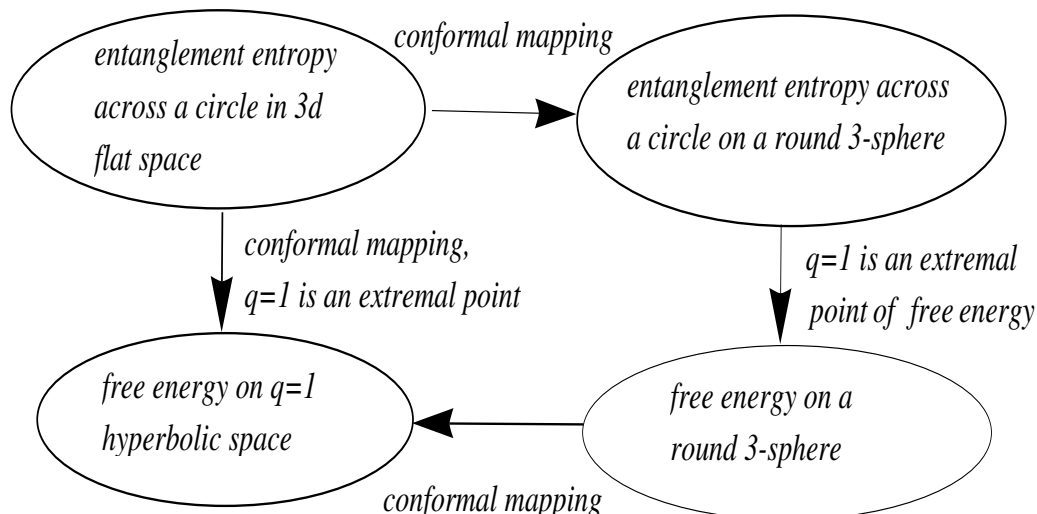 conformal mapping
entanglement entropy
across a circle in 3d
flat space
entanglement entropy across
a circle on a round 3-sphere
conformal mapping,
q=1 is an extremal point
q=1 is an extremal
point of free energy
free energy on q=1
hyperbolic space
free energy on a
round 3-sphere
conformal mapping